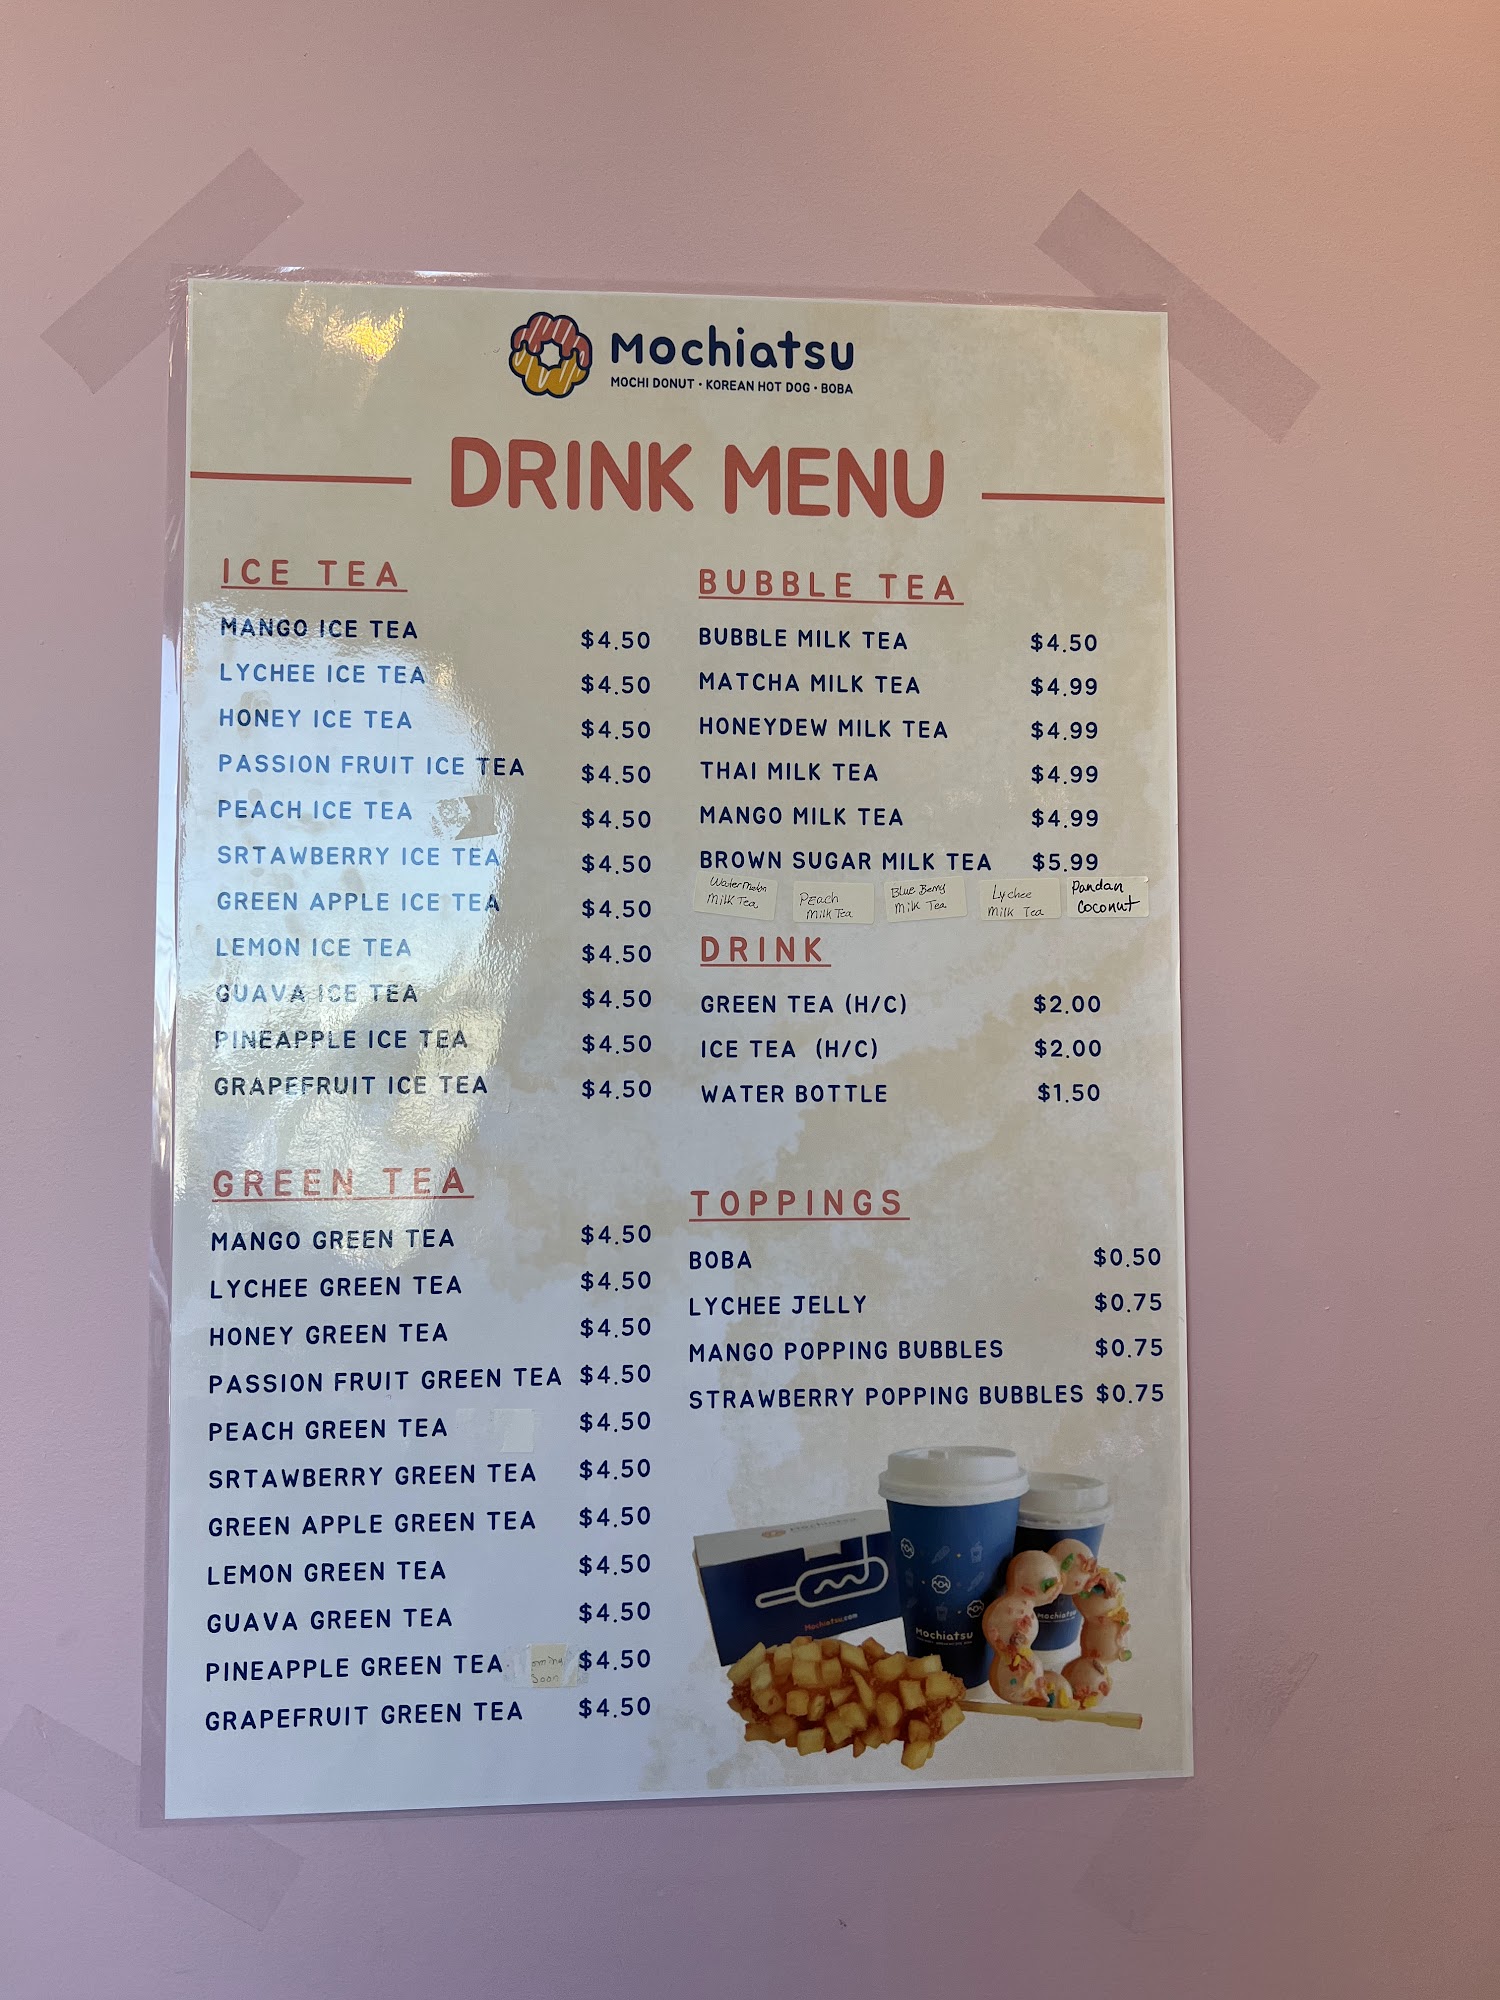 Mochiatsu
MOCHI DONUT • KOREAN HOT DOG • BOBA
DRINK MENU
ICE TEA
MANGO ICE TEA $4.50
LYCHEE ICE TEA $4.50
HONEY ICE TEA $4.50
PASSION FRUIT ICE TEA $4.50
PEACH ICE TEA $4.50
SRTAWBERRY ICE TEA $4.50
GREEN APPLE ICE TEA $4.50
LEMON ICE TEA $4.50
GUAVA ICE TEA $4.50
PINEAPPLE ICE TEA $4.50
GRAPEFRUIT ICE TEA $4.50
GREEN TEA
MANGO GREEN TEA $4.50
LYCHEE GREEN TEA $4.50
HONEY GREEN TEA $4.50
PASSION FRUIT GREEN TEA $4.50
PEACH GREEN TEA $4.50
SRTAWBERRY GREEN TEA $4.50
GREEN APPLE GREEN TEA $4.50
LEMON GREEN TEA $4.50
GUAVA GREEN TEA $4.50
PINEAPPLE GREEN TEA $4.50
oming
Soon
GRAPEFRUIT GREEN TEA $4.50
BUBBLE TEA
BUBBLE MILK TEA $4.50
MATCHA MILK TEA $4.99
HONEYDEW MILK TEA $4.99
THAI MILK TEA $4.99
MANGO MILK TEA $4.99
BROWN SUGAR MILK TEA $5.99
Watermelon
Milk Tea
PEach
Milk Tea
Blue Berry
Milk Tea
Lychee
Milk Tea
Pandan
Coconut
DRINK
GREEN TEA (H/C) $2.00
ICE TEA (H/C) $2.00
WATER BOTTLE $1.50
TOPPINGS
BOBA $0.50
LYCHEE JELLY $0.75
MANGO POPPING BUBBLES $0.75
STRAWBERRY POPPING BUBBLES $0.75
Mochiatsu
Mochiatsu.com
Mochiatsu
Mochiatsu